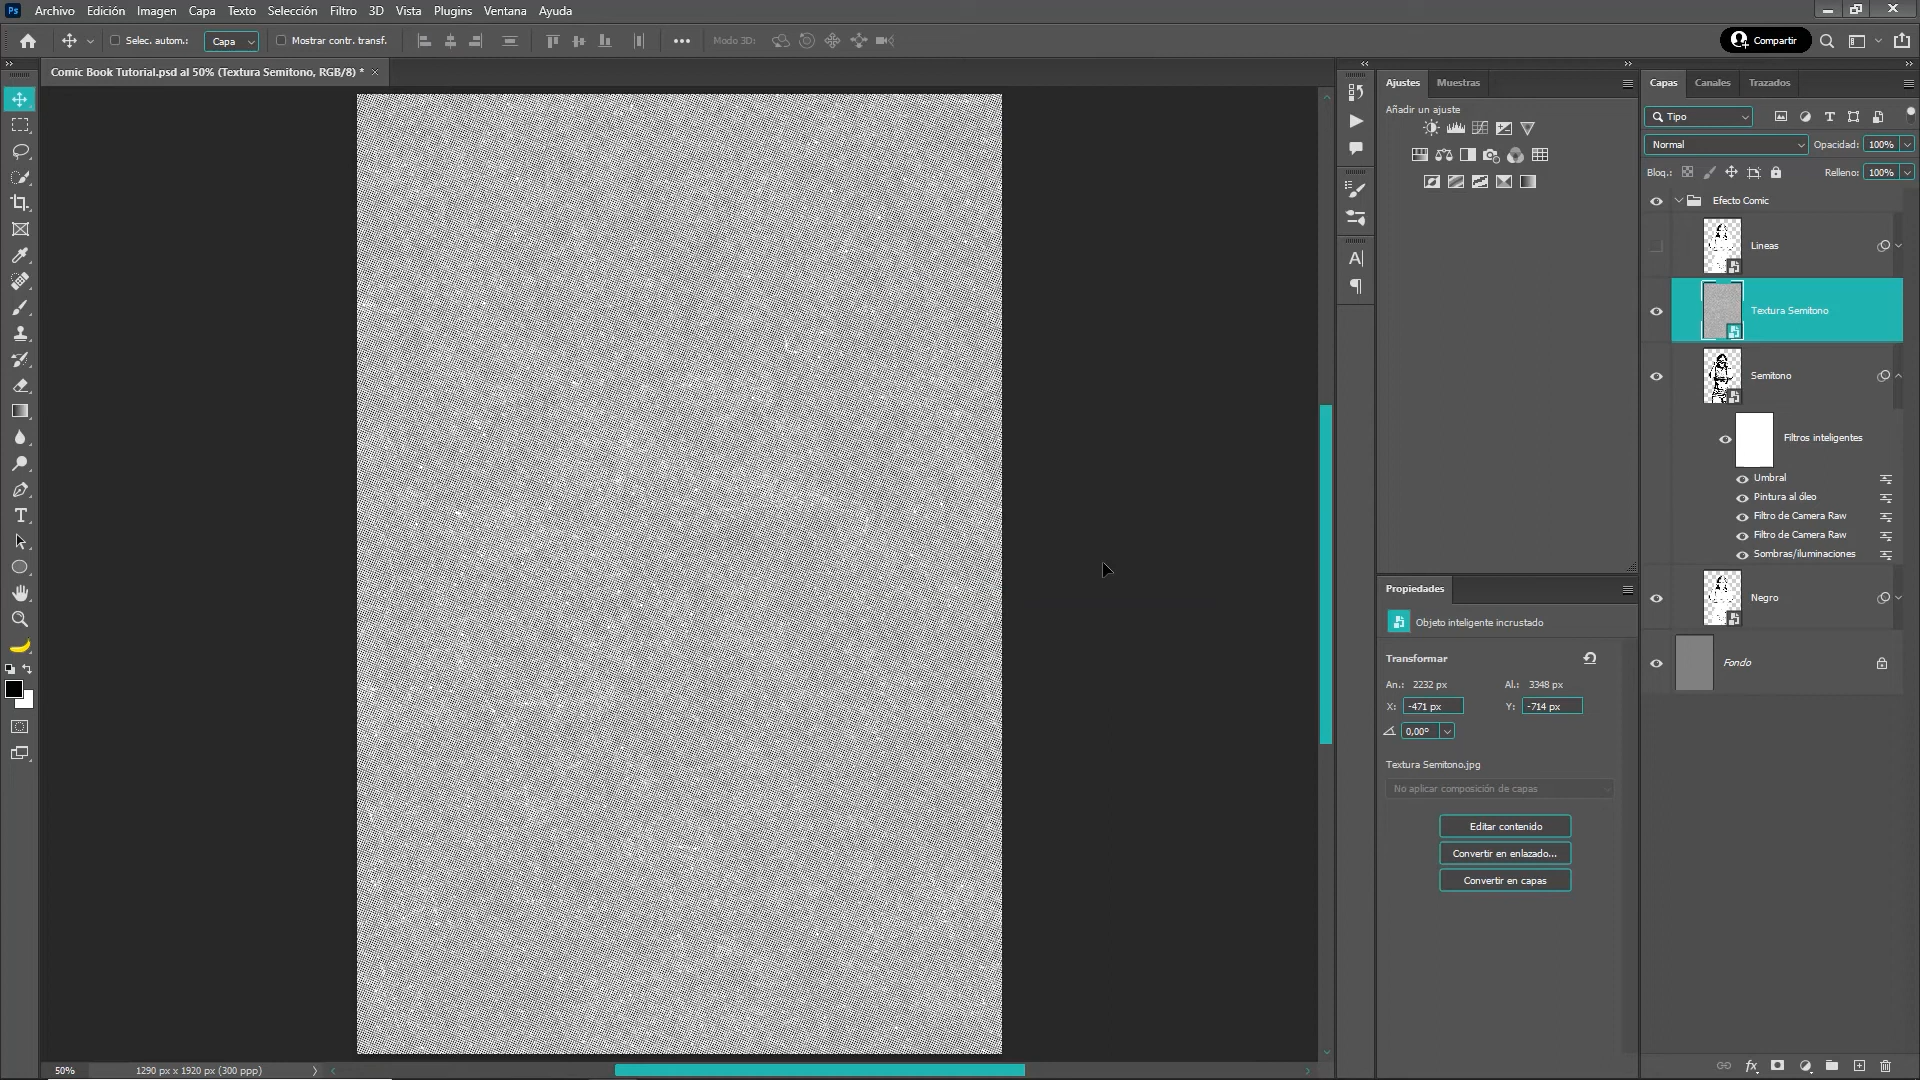 Ps Archivo Edición Imagen Capa Texto Selección Filtro 3D Vista Plugins Ventana Ayuda
Selec. autom.: Capa Mostrar contr. transf. Modo 3D: Compartir
Comic Book Tutorial.psd al 50% (Textura Semitono, RGB/8) *
Ajustes Muestras
Añadir un ajuste
Capas Canales Trazados
Tipo
Normal Opacidad: 100%
Bloq.: Relleno: 100%
Efecto Comic
Lineas
Textura Semitono
Semitono
Filtros inteligentes
Umbral
Pintura al óleo
Filtro de Camera Raw
Filtro de Camera Raw
Sombras/iluminaciones
Negro
Fondo
Propiedades
Objeto inteligente incrustado
Transformar
An.: 2232 px Al.: 3348 px
X: -471 px Y: -714 px
0,00º
Textura Semitono.jpg
No aplicar composición de capas
Editar contenido
Convertir en enlazado...
Convertir en capas
50% 1290 px x 1920 px (300 ppp)